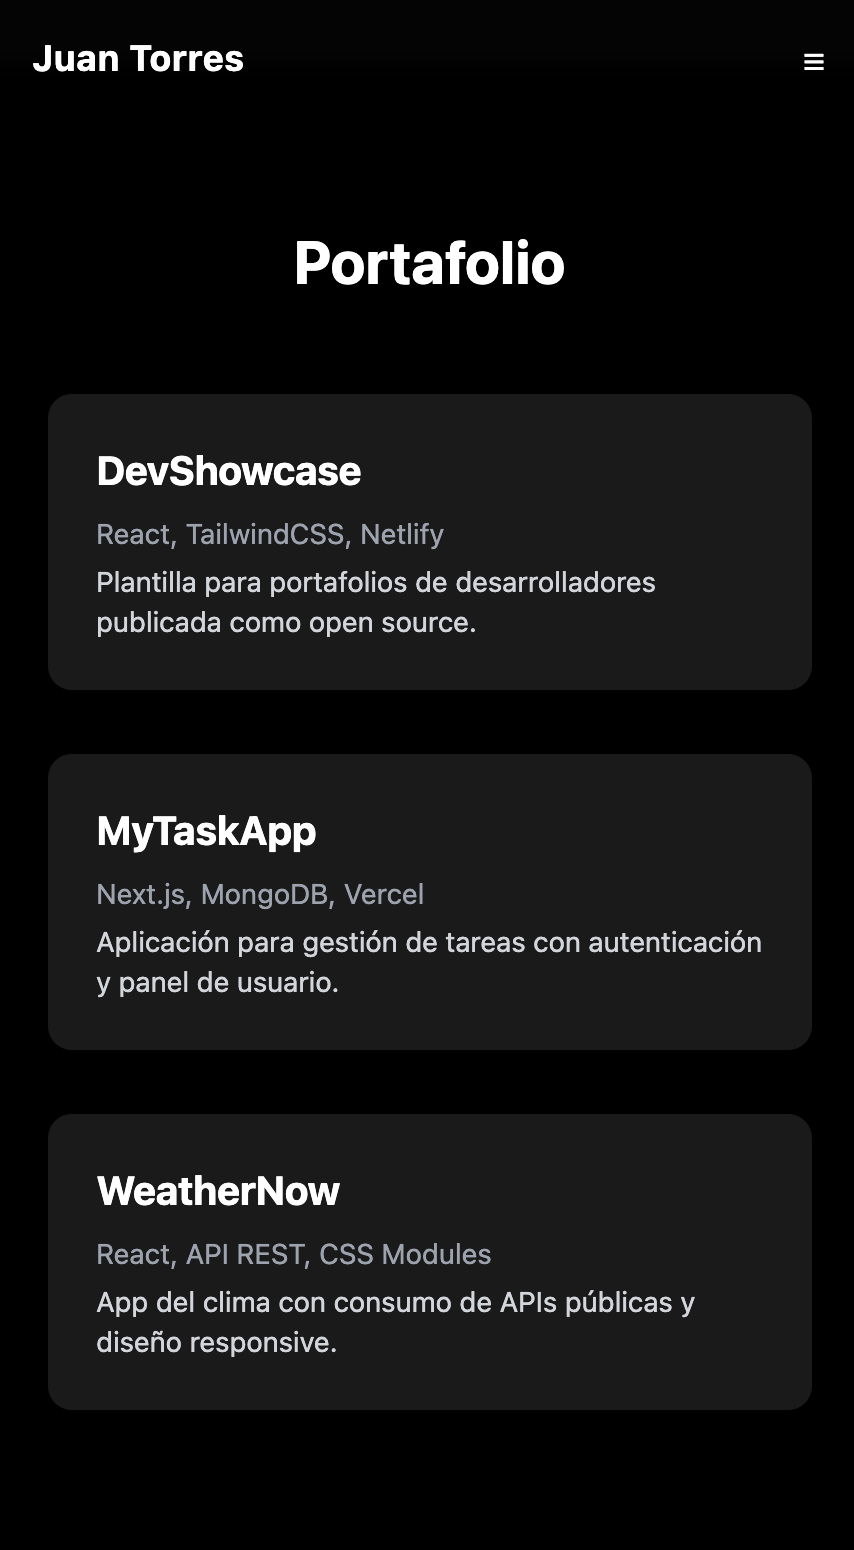 Juan Torres
Portafolio
DevShowcase
React, TailwindCSS, Netlify
Plantilla para portafolios de desarrolladores
publicada como open source.
MyTaskApp
Next.js, MongoDB, Vercel
Aplicación para gestión de tareas con autenticación
y panel de usuario.
WeatherNow
React, API REST, CSS Modules
App del clima con consumo de APIs públicas y
diseño responsive.